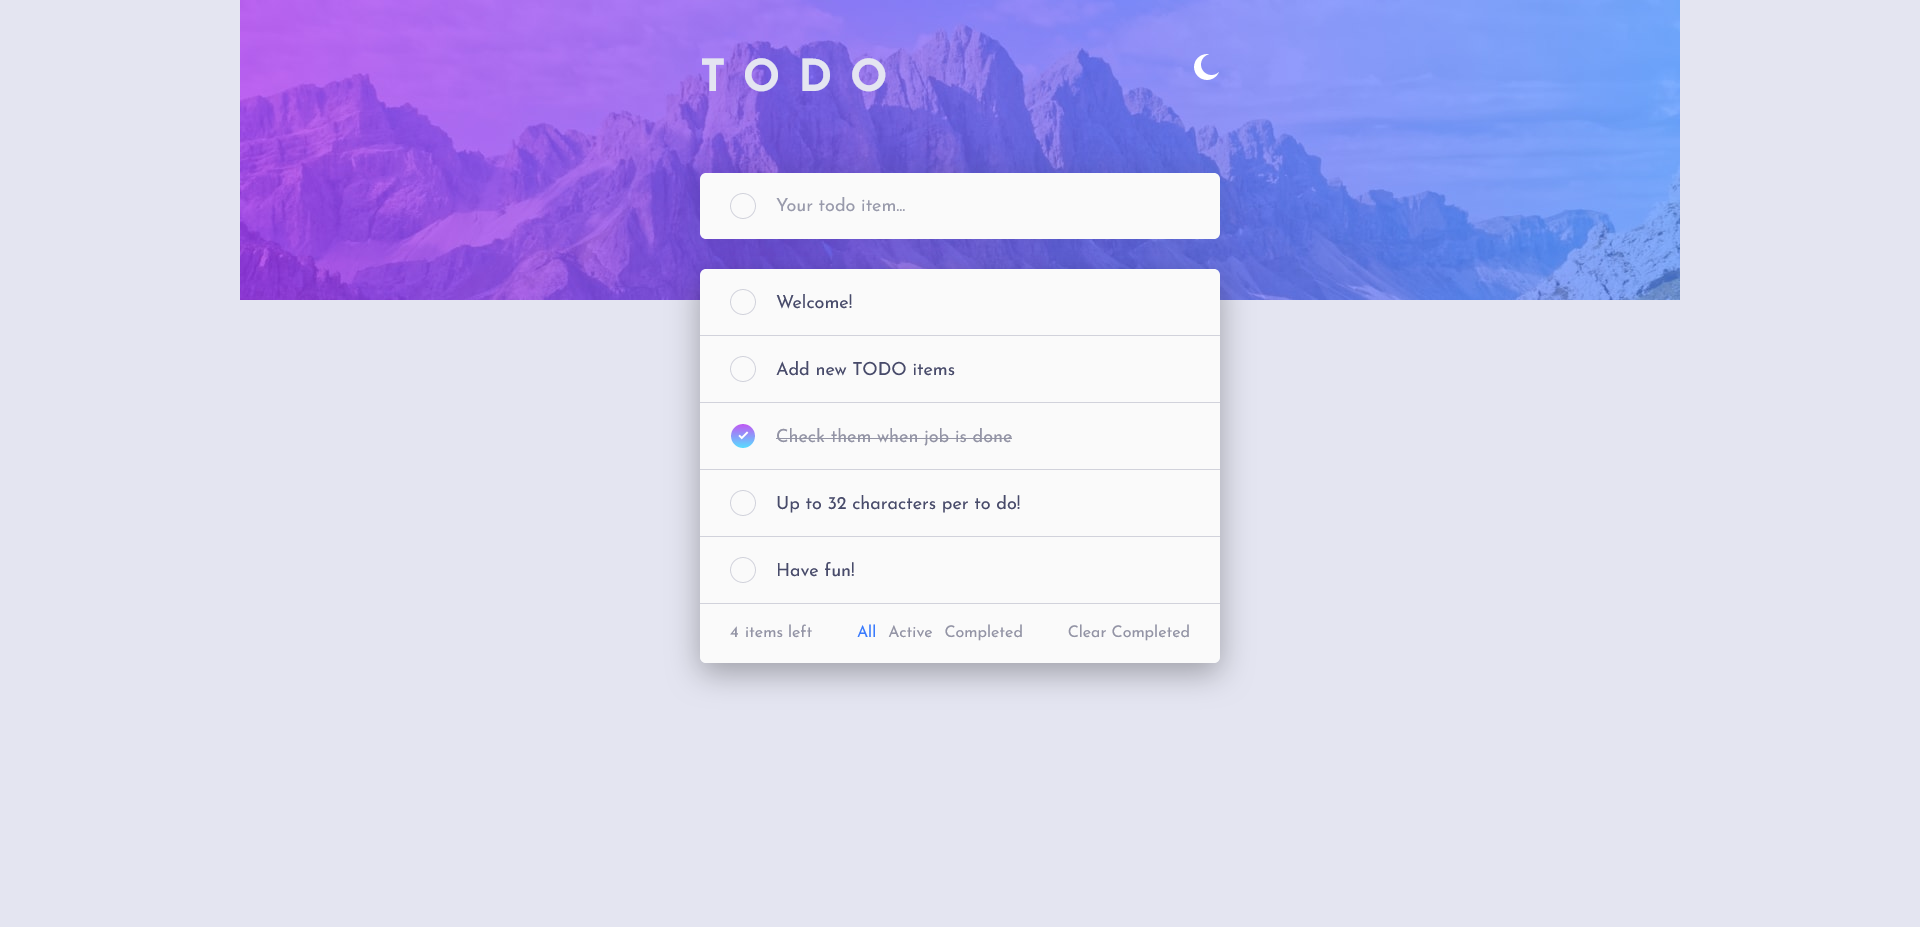 TODO
Your todo item...
Welcome!
Add new TODO items
Check them when job is done
Up to 32 characters per to do!
Have fun!
4 items left All Active Completed Clear Completed